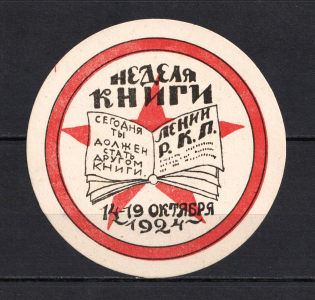 НЕДЕЛЯ
КНИГИ
СЕГОДНЯ
ТЫ
ДОЛЖЕН
СТАТЬ
ДРУГОМ
КНИГИ.
ЛЕНИН
Р.К.П.
14-19 ОКТЯБРЯ
1924